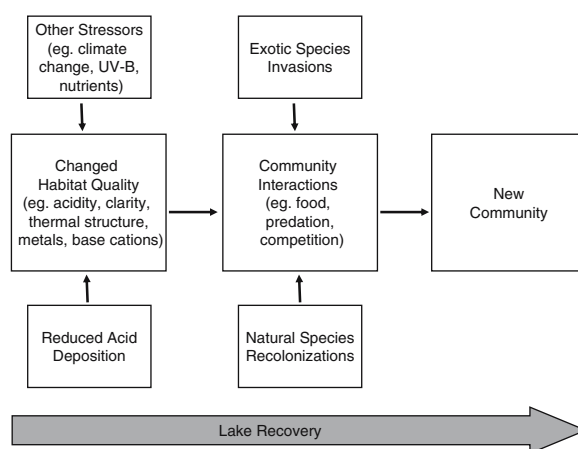 Other Stressors
(eg. climate
change, UV-B,
nutrients)
Exotic Species
Invasions
Changed
Habitat Quality
(eg. acidity, clarity,
thermal structure,
metals, base cations)
Community
Interactions
(eg. food,
predation,
competition)
New
Community
Reduced Acid
Deposition
Natural Species
Recolonizations
Lake Recovery